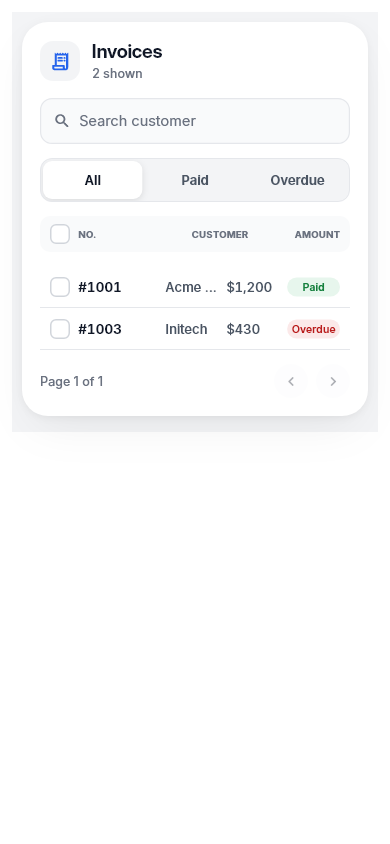 Invoices
2 shown
Search customer
All Paid Overdue
NO. CUSTOMER AMOUNT
#1001 Acme ... $1,200 Paid
#1003 Initech $430 Overdue
Page 1 of 1